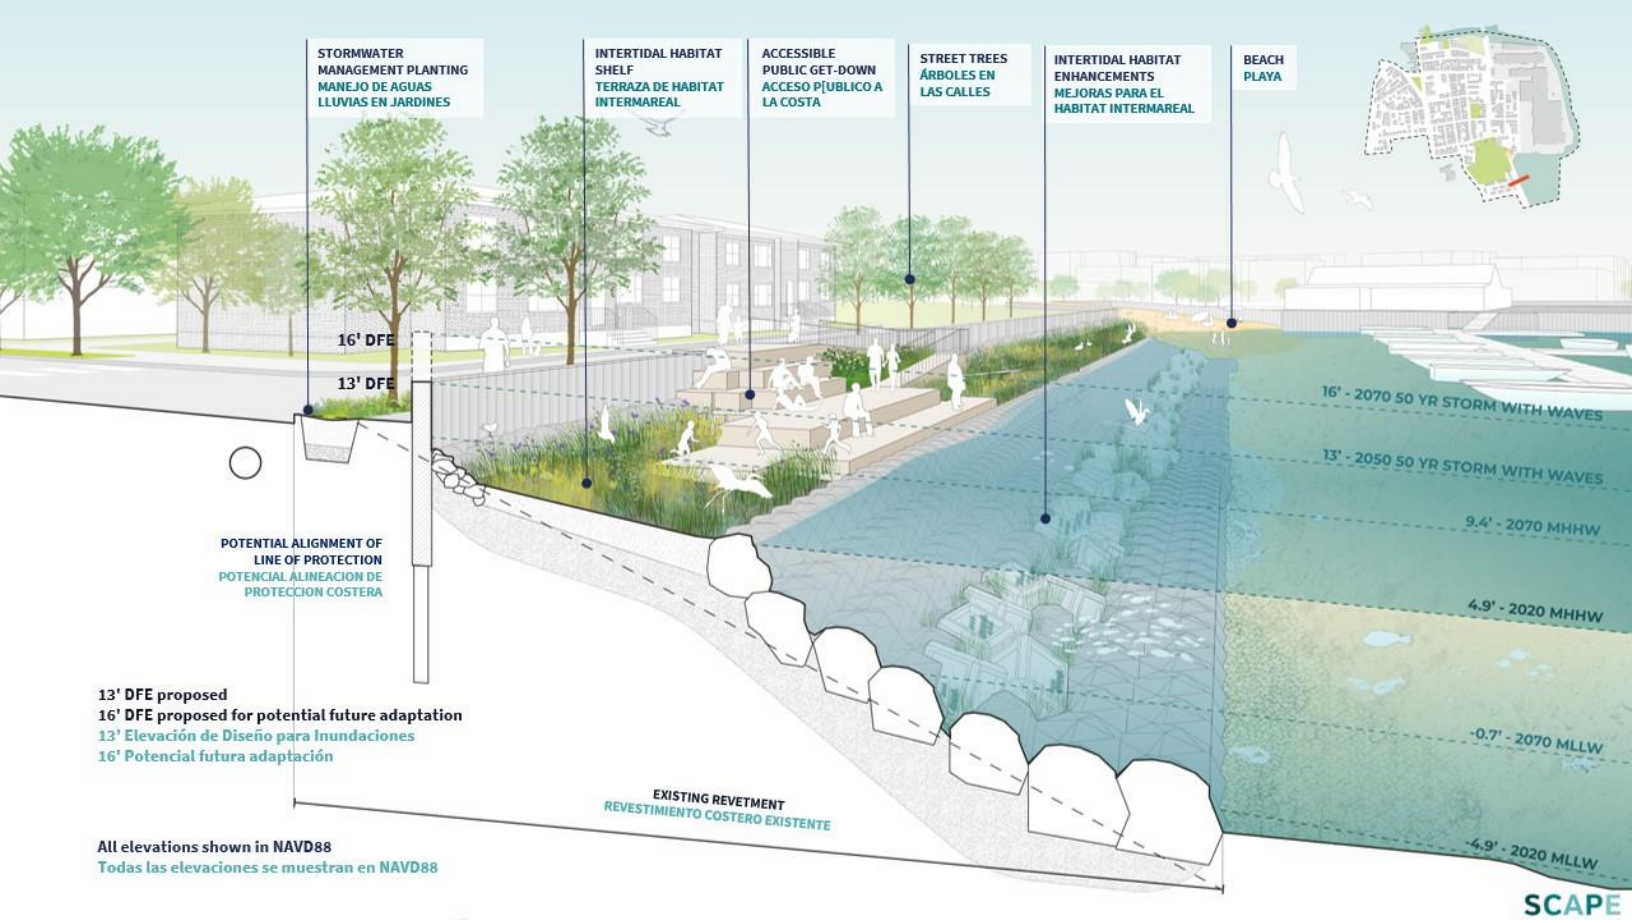 STORMWATER
MANAGEMENT PLANTING
MANEJO DE AGUAS
LLUVIAS EN JARDINES
INTERTIDAL HABITAT
SHELF
TERRAZA DE HABITAT
INTERMAREAL
ACCESSIBLE
PUBLIC GET-DOWN
ACCESO P[UBLICO A
LA COSTA
STREET TREES
ÁRBOLES EN
LAS CALLES
INTERTIDAL HABITAT
ENHANCEMENTS
MEJORAS PARA EL
HABITAT INTERMAREAL
BEACH
PLAYA
16' DFE
13' DFE
16' - 2070 50 YR STORM WITH WAVES
13' - 2050 50 YR STORM WITH WAVES
9.4' - 2070 MHHW
4.9' - 2020 MHHW
-0.7' - 2070 MLLW
-4.9' - 2020 MLLW
POTENTIAL ALIGNMENT OF
LINE OF PROTECTION
POTENCIAL ALINEACION DE
PROTECCION COSTERA
13' DFE proposed
16' DFE proposed for potential future adaptation
13' Elevación de Diseño para Inundaciones
16' Potencial futura adaptación
EXISTING REVETMENT
REVESTIMIENTO COSTERO EXISTENTE
All elevations shown in NAVD88
Todas las elevaciones se muestran en NAVD88
SCAPE